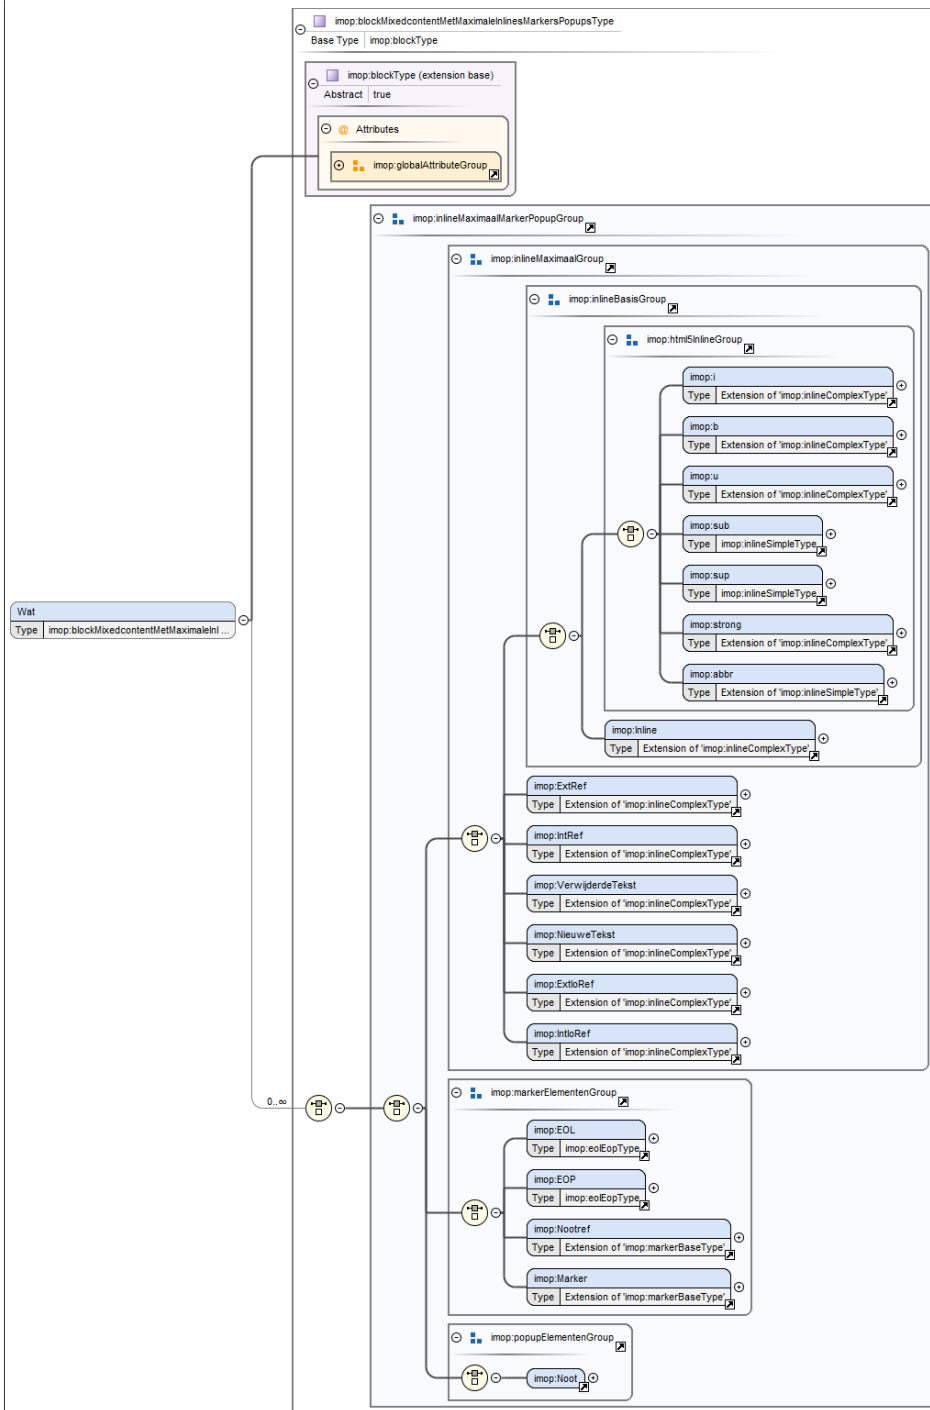 imop:blockMixedcontentMetMaximaleInlinesMarkersPopupsType
Base Type imop:blockType
imop:blockType (extension base)
Abstract true
@ Attributes
imop:globalAttributeGroup
imop:inlineMaximaalMarkerPopupGroup
imop:inlineMaximaalGroup
imop:inlineBasisGroup
imop:html5InlineGroup
imop:i
Type Extension of 'imop:inlineComplexType'
imop:b
Type Extension of 'imop:inlineComplexType'
imop:u
Type Extension of 'imop:inlineComplexType'
imop:sub
Type imop:inlineSimpleType
imop:sup
Type imop:inlineSimpleType
imop:strong
Type Extension of 'imop:inlineComplexType'
imop:abbr
Type Extension of 'imop:inlineSimpleType'
Wat
Type imop:blockMixedcontentMetMaximaleInl ...
imop:Inline
Type Extension of 'imop:inlineComplexType'
imop:ExtRef
Type Extension of 'imop:inlineComplexType'
imop:IntRef
Type Extension of 'imop:inlineComplexType'
imop:VerwijderdeTekst
Type Extension of 'imop:inlineComplexType'
imop:NieuweTekst
Type Extension of 'imop:inlineComplexType'
imop:ExtIoRef
Type Extension of 'imop:inlineComplexType'
imop:IntIoRef
Type Extension of 'imop:inlineComplexType'
imop:markerElementenGroup
0..∞
imop:EOL
Type imop:eolEopType
imop:EOP
Type imop:eolEopType
imop:Nootref
Type Extension of 'imop:markerBaseType'
imop:Marker
Type Extension of 'imop:markerBaseType'
imop:popupElementenGroup
imop:Noot